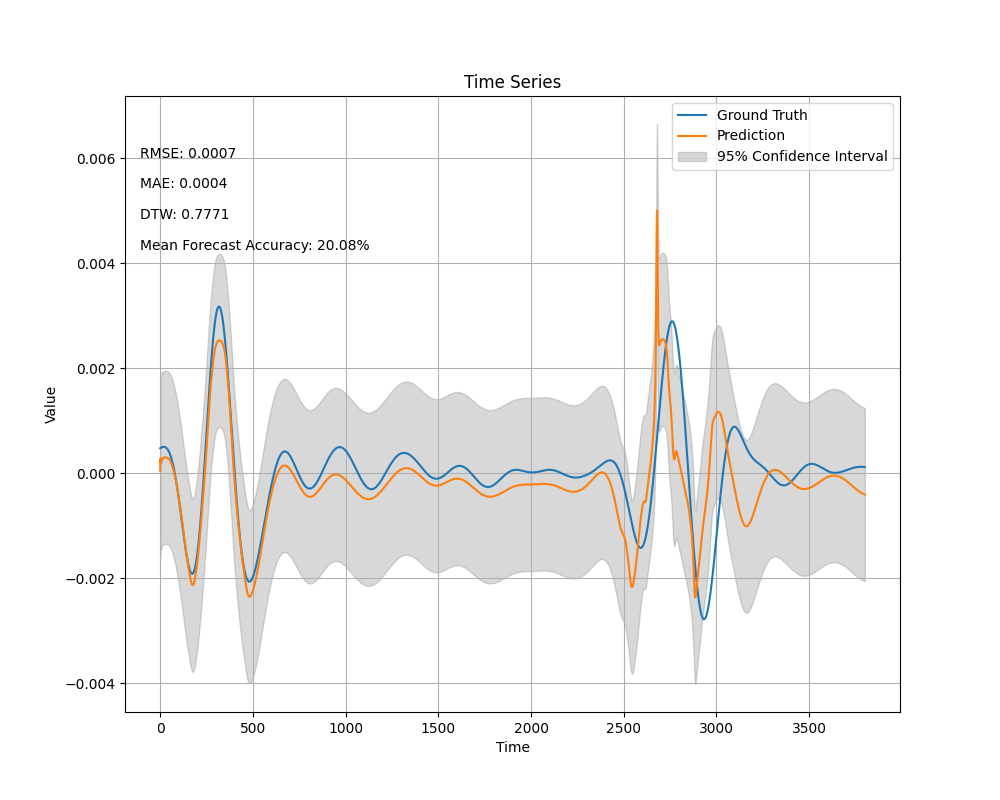 Time Series
Ground Truth
Prediction
95% Confidence Interval
RMSE: 0.0007
MAE: 0.0004
DTW: 0.7771
Mean Forecast Accuracy: 20.08%
0.006
0.004
0.002
0.000
−0.002
−0.004
Value
0 500 1000 1500 2000 2500 3000 3500
Time